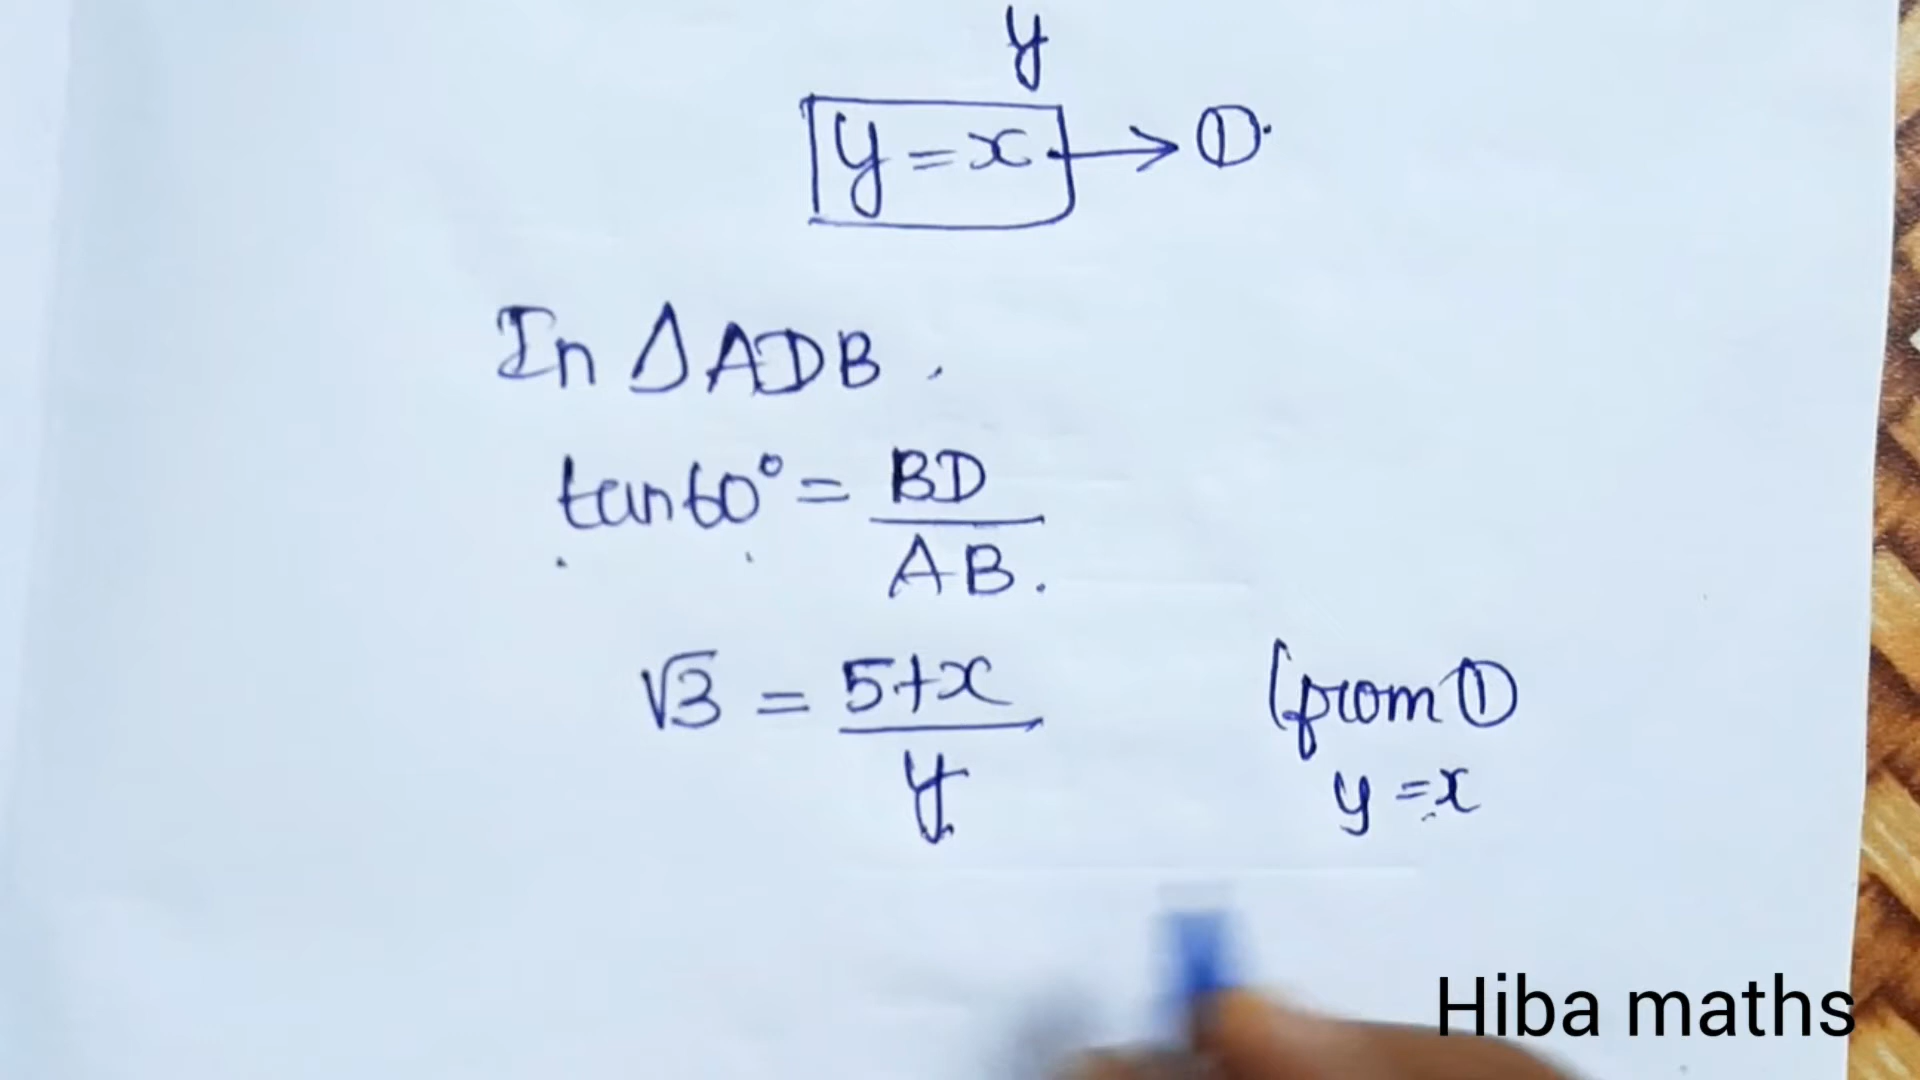 y
y = x → ①
In ΔADB.
tan60° = BD/AB.
√3 = 5+x/y
(from ①
y = x
Hiba maths